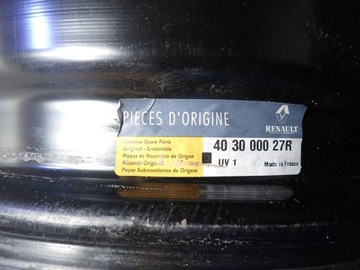 PIECES D'ORIGINE
RENAULT
Genuine Spare Parts
Original - Ersatzteile
Piezas de Recambio de Origen
Ricambi Originali
Peças Sobresselentes de Origem
40 30 000 27R
UV 1
Made in France